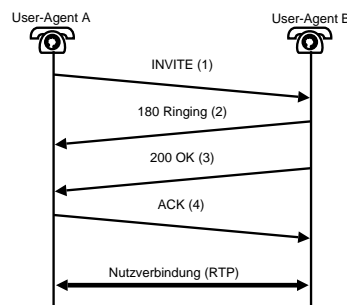 User-Agent A
User-Agent B
INVITE (1)
180 Ringing (2)
200 OK (3)
ACK (4)
Nutzverbindung (RTP)